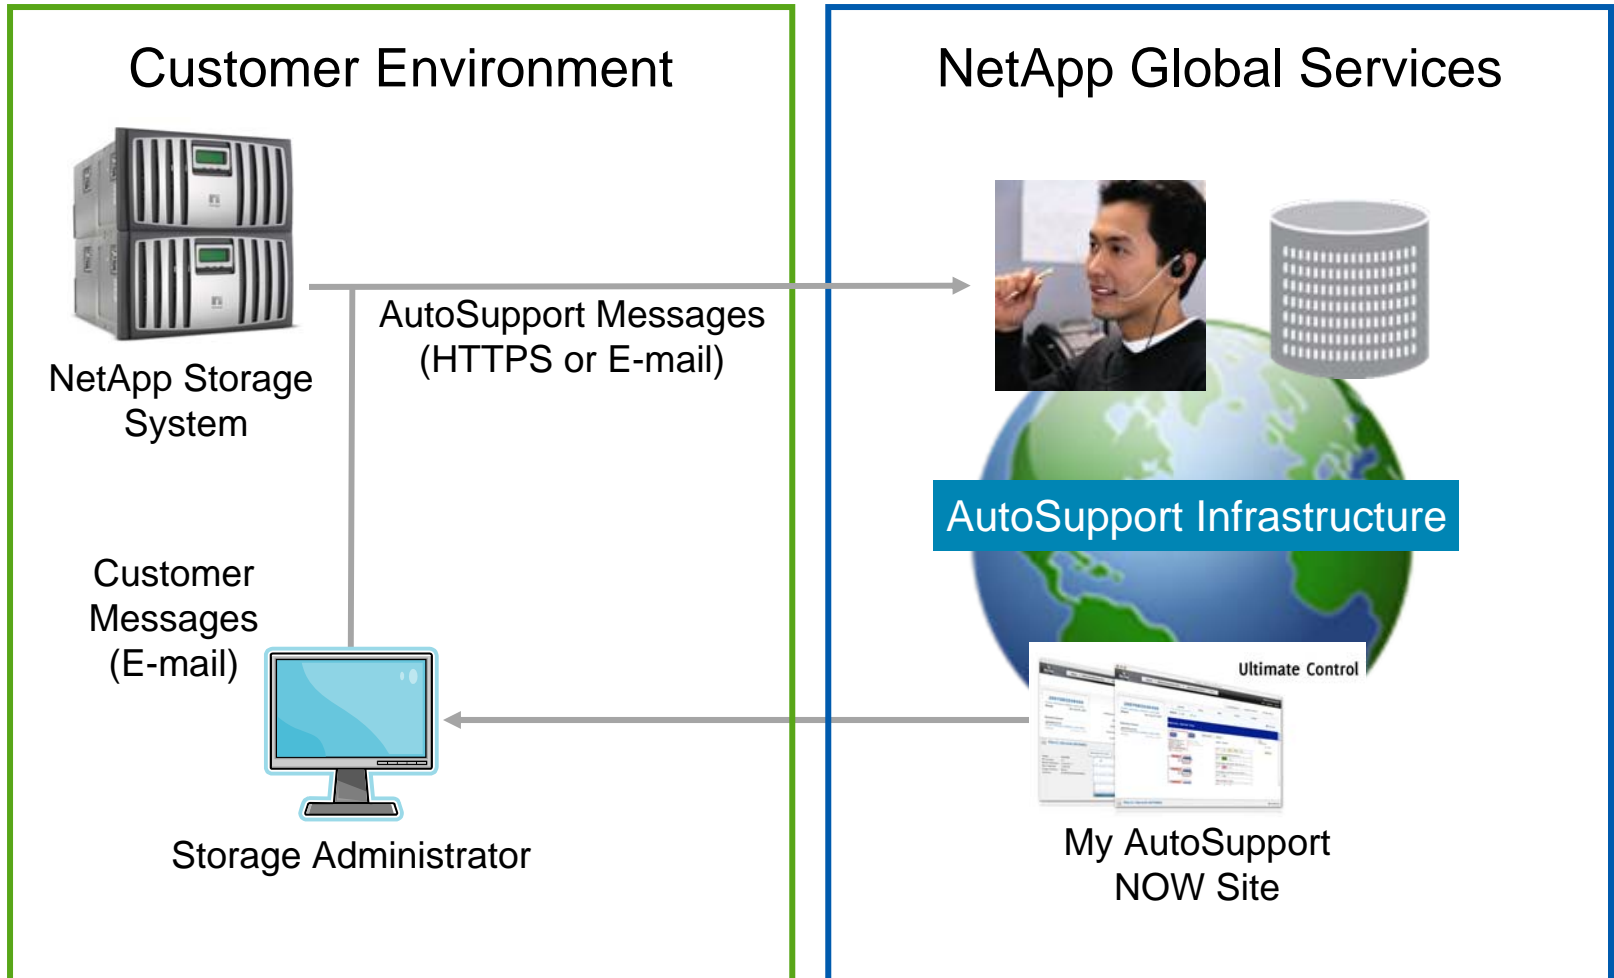 Customer Environment
NetApp Global Services
AutoSupport Messages
(HTTPS or E-mail)
NetApp Storage
System
AutoSupport Infrastructure
Customer
Messages
(E-mail)
Ultimate Control
Storage Administrator
My AutoSupport
NOW Site